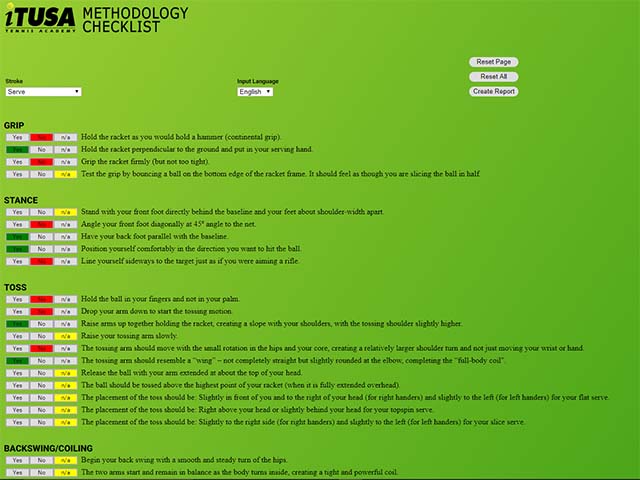 iTUSA METHODOLOGY
TENNIS ACADEMY CHECKLIST
Reset Page
Reset All
Create Report
Stroke
Input Language
Serve
English
GRIP
Yes No n/a Hold the racket as you would hold a hammer (continental grip).
Yes No n/a Hold the racket perpendicular to the ground and put in your serving hand.
Yes No n/a Grip the racket firmly (but not too tight).
Yes No n/a Test the grip by bouncing a ball on the bottom edge of the racket frame. It should feel as though you are slicing the ball in half.
STANCE
Yes No n/a Stand with your front foot directly behind the baseline and your feet about shoulder-width apart.
Yes No n/a Angle your front foot diagonally at 45º angle to the net.
Yes No n/a Have your back foot parallel with the baseline.
Yes No n/a Position yourself comfortably in the direction you want to hit the ball.
Yes No n/a Line yourself sideways to the target just as if you were aiming a rifle.
TOSS
Yes No n/a Hold the ball in your fingers and not in your palm.
Yes No n/a Drop your arm down to start the tossing motion.
Yes No n/a Raise arms up together holding the racket, creating a slope with your shoulders, with the tossing shoulder slightly higher.
Yes No n/a Raise your tossing arm slowly.
Yes No n/a The tossing arm should move with the small rotation in the hips and your core, creating a relatively larger shoulder turn and not just moving your wrist or hand.
Yes No n/a The tossing arm should resemble a "wing" – not completely straight but slightly rounded at the elbow, completing the "full-body coil".
Yes No n/a Release the ball with your arm extended at about the top of your head.
Yes No n/a The ball should be tossed above the highest point of your racket (when it is fully extended overhead).
Yes No n/a The placement of the toss should be: Slightly in front of you and to the right of your head (for right handers) and slightly to the left (for left handers) for your flat serve.
Yes No n/a The placement of the toss should be: Right above your head or slightly behind your head for your topspin serve.
Yes No n/a The placement of the toss should be: Slightly to the right side (for right handers) and slightly to the left (for left handers) for your slice serve.
BACKSWING/COILING
Yes No n/a Begin your back swing with a smooth and steady turn of the hips.
Yes No n/a The two arms start and remain in balance as the body turns inside, creating a tight and powerful coil.